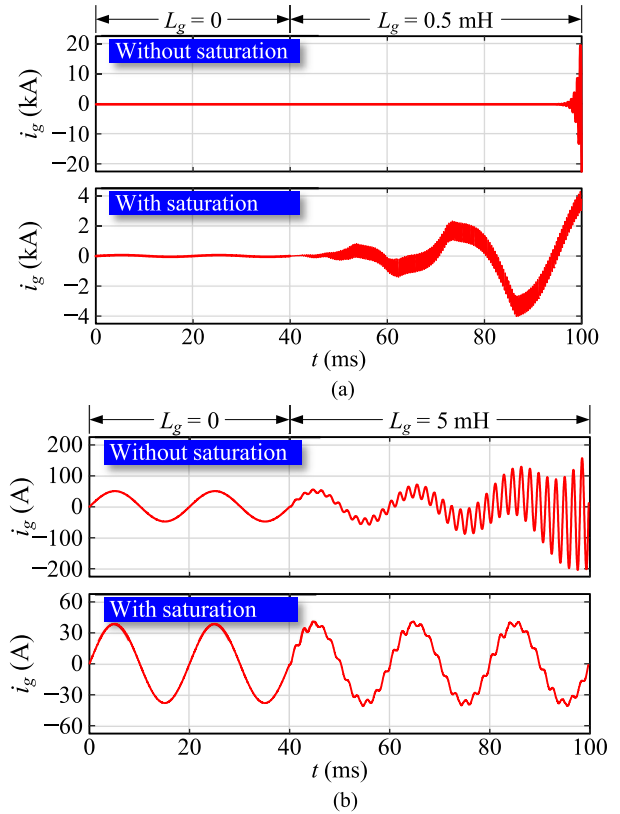 L_g = 0 L_g = 0.5 mH
Without saturation
20
10
0
−10
−20
i_g (kA)
With saturation
4
2
0
−2
−4
i_g (kA)
0 20 40 60 80 100
t (ms)
(a)
L_g = 0 L_g = 5 mH
Without saturation
200
100
0
−100
−200
i_g (A)
With saturation
60
30
0
−30
−60
i_g (A)
0 20 40 60 80 100
t (ms)
(b)